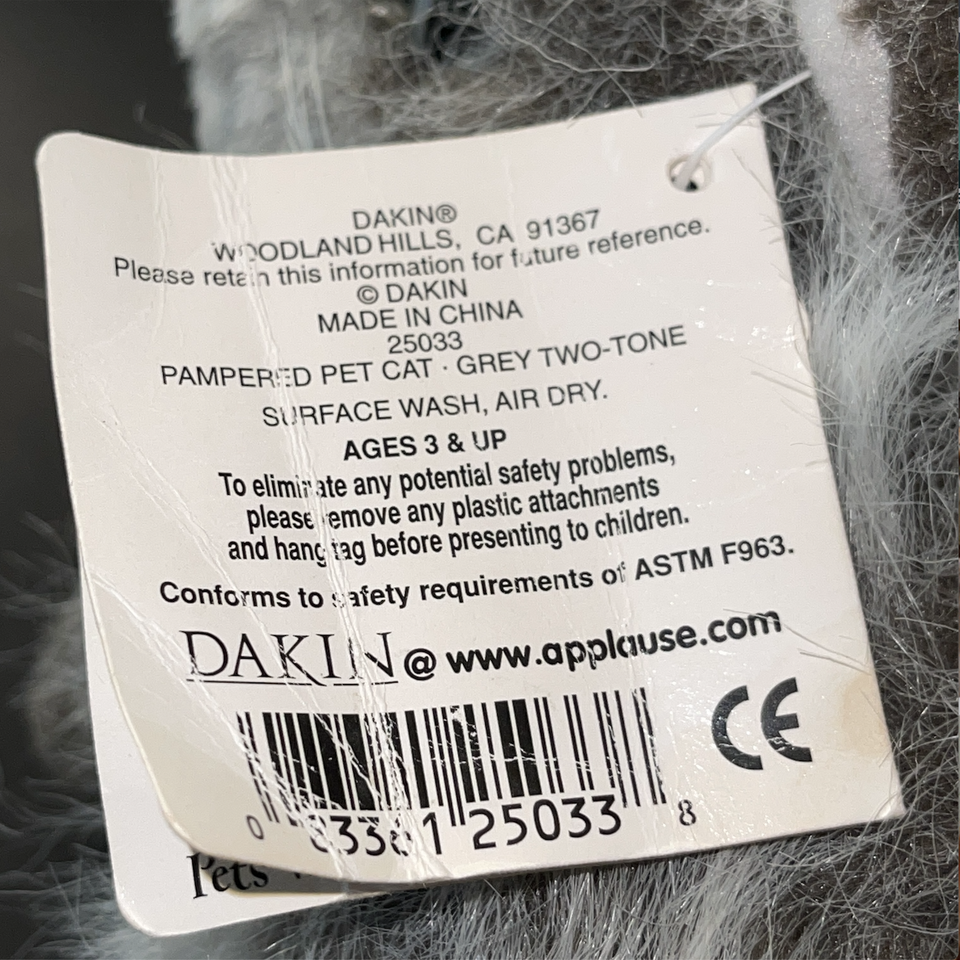 DAKIN®
WOODLAND HILLS, CA 91367
Please retain this information for future reference.
© DAKIN
MADE IN CHINA
25033
PAMPERED PET CAT · GREY TWO-TONE
SURFACE WASH, AIR DRY.
AGES 3 & UP
To eliminate any potential safety problems,
please remove any plastic attachments
and hang tag before presenting to children.
Conforms to safety requirements of ASTM F963.
DAKIN @ www.applause.com
CE
0 25033 8
Pets